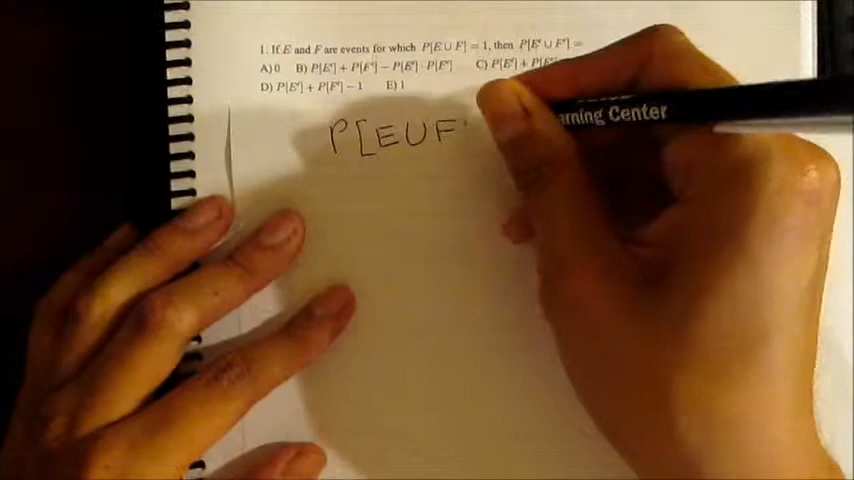 1. If E and F are events for which P[E ∪ F] = 1, then P[E' ∪ F'] =
A) 0 B) P[E'] + P[F'] − P[E'] · P[F'] C) P[E'] +
D) P[E'] + P[F'] − 1 E) 1
P[E∪F'
Learning Center